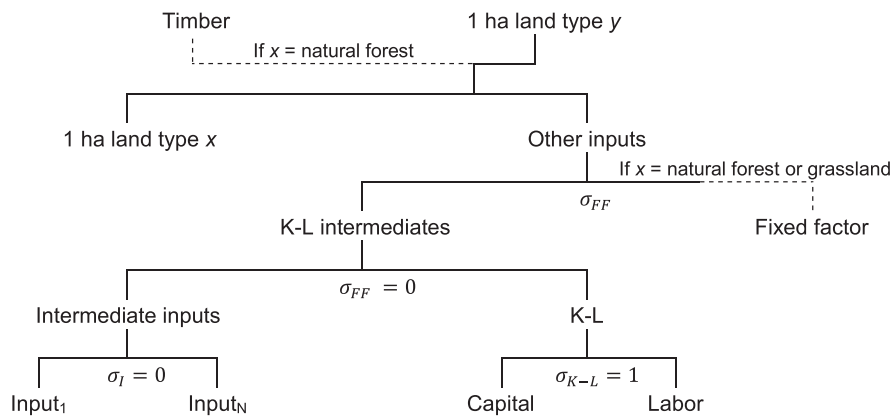 Timber
1 ha land type y
If x = natural forest
1 ha land type x
Other inputs
If x = natural forest or grassland
σ_FF
K-L intermediates
Fixed factor
σ_FF = 0
Intermediate inputs
K-L
σ_I = 0
σ_K−L = 1
Input₁
Input_N
Capital
Labor